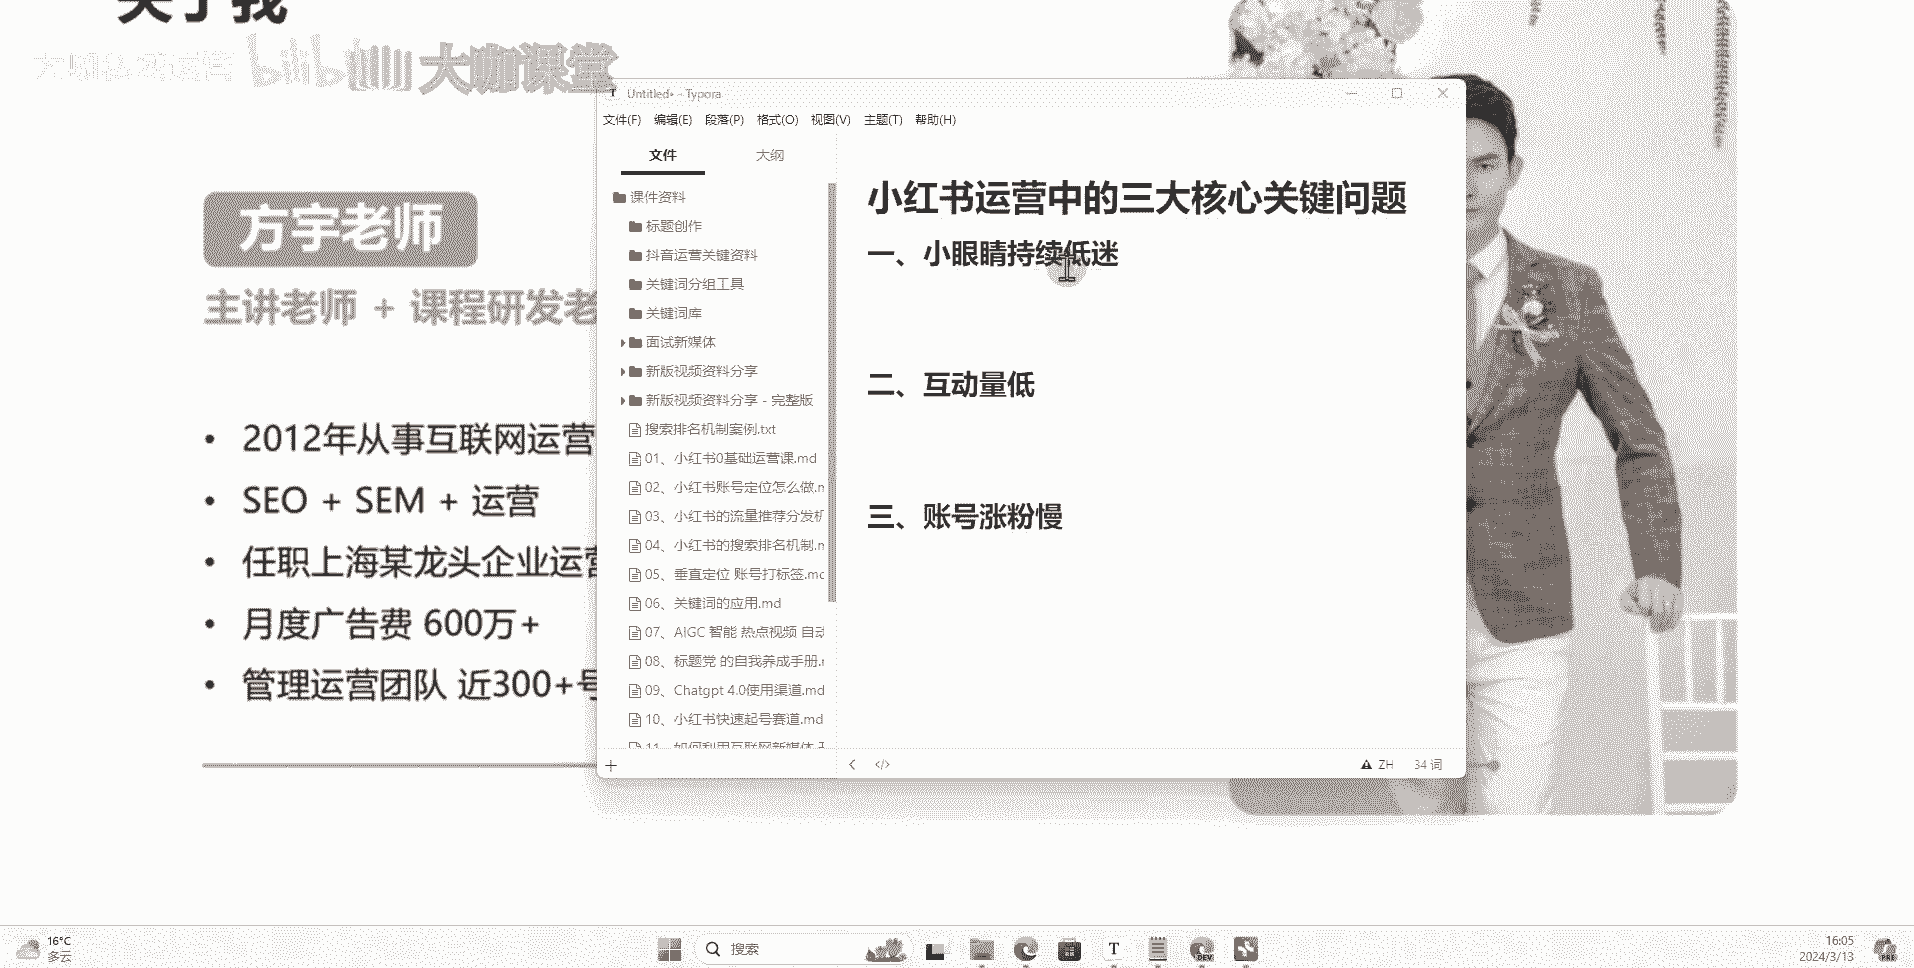 关于我
bilibili 大咖课堂
方宇老师
主讲老师 + 课程研发老
2012年从事互联网运营
SEO + SEM + 运营
任职上海某龙头企业运营
月度广告费 600万+
管理运营团队 近300+号
Untitled• - Typora
文件(F) 编辑(E) 段落(P) 格式(O) 视图(V) 主题(T) 帮助(H)
文件 大纲
课件资料
标题创作
抖音运营关键资料
关键词分组工具
关键词库
面试新媒体
新版视频资料分享
新版视频资料分享 - 完整版
搜索排名机制案例.txt
01、小红书0基础运营课.md
02、小红书账号定位怎么做.m
03、小红书的流量推荐分发机
04、小红书的搜索排名机制.m
05、垂直定位 账号打标签.md
06、关键词的应用.md
07、AIGC 智能 热点视频 自动
08、标题党 的自我养成手册.m
09、Chatgpt 4.0使用渠道.md
10、小红书快速起号赛道.md
11、如何利用互联网新媒体
小红书运营中的三大核心关键问题
一、小眼睛持续低迷
二、互动量低
三、账号涨粉慢
ZH 34 词
16°C
多云
搜索
T
DEV
16:05
2024/3/13
PRE